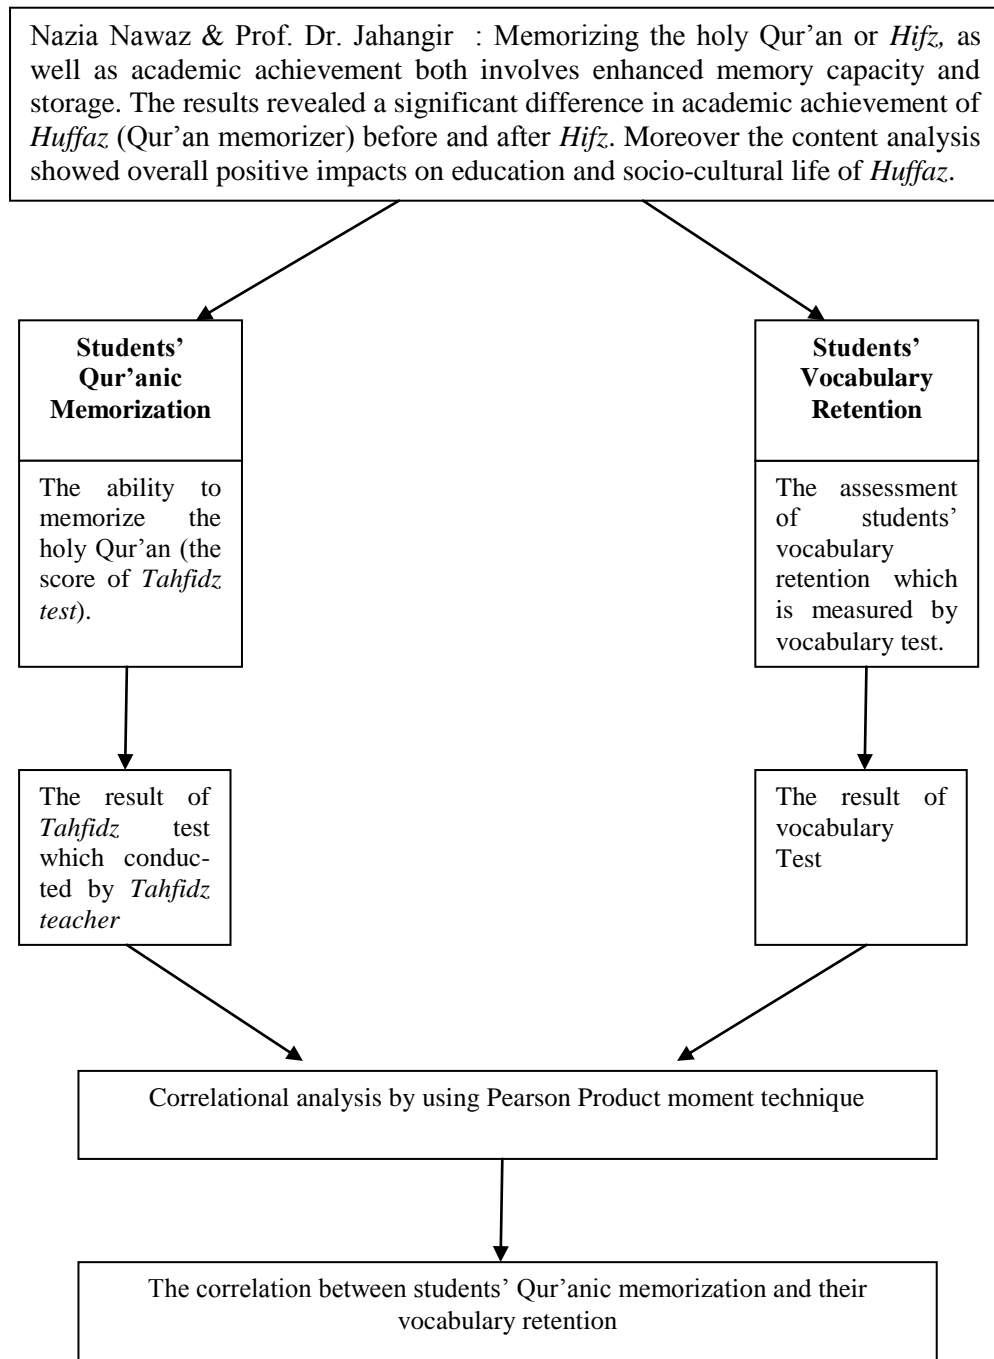 Nazia Nawaz & Prof. Dr. Jahangir : Memorizing the holy Qur’an or Hifz, as
well as academic achievement both involves enhanced memory capacity and
storage. The results revealed a significant difference in academic achievement of
Huffaz (Qur’an memorizer) before and after Hifz. Moreover the content analysis
showed overall positive impacts on education and socio-cultural life of Huffaz.
Students’
Qur’anic
Memorization
The ability to
memorize the
holy Qur’an (the
score of Tahfidz
test).
Students’
Vocabulary
Retention
The assessment
of students’
vocabulary
retention which
is measured by
vocabulary test.
The result of
Tahfidz test
which conduc-
ted by Tahfidz
teacher
The result of
vocabulary
Test
Correlational analysis by using Pearson Product moment technique
The correlation between students’ Qur’anic memorization and their
vocabulary retention